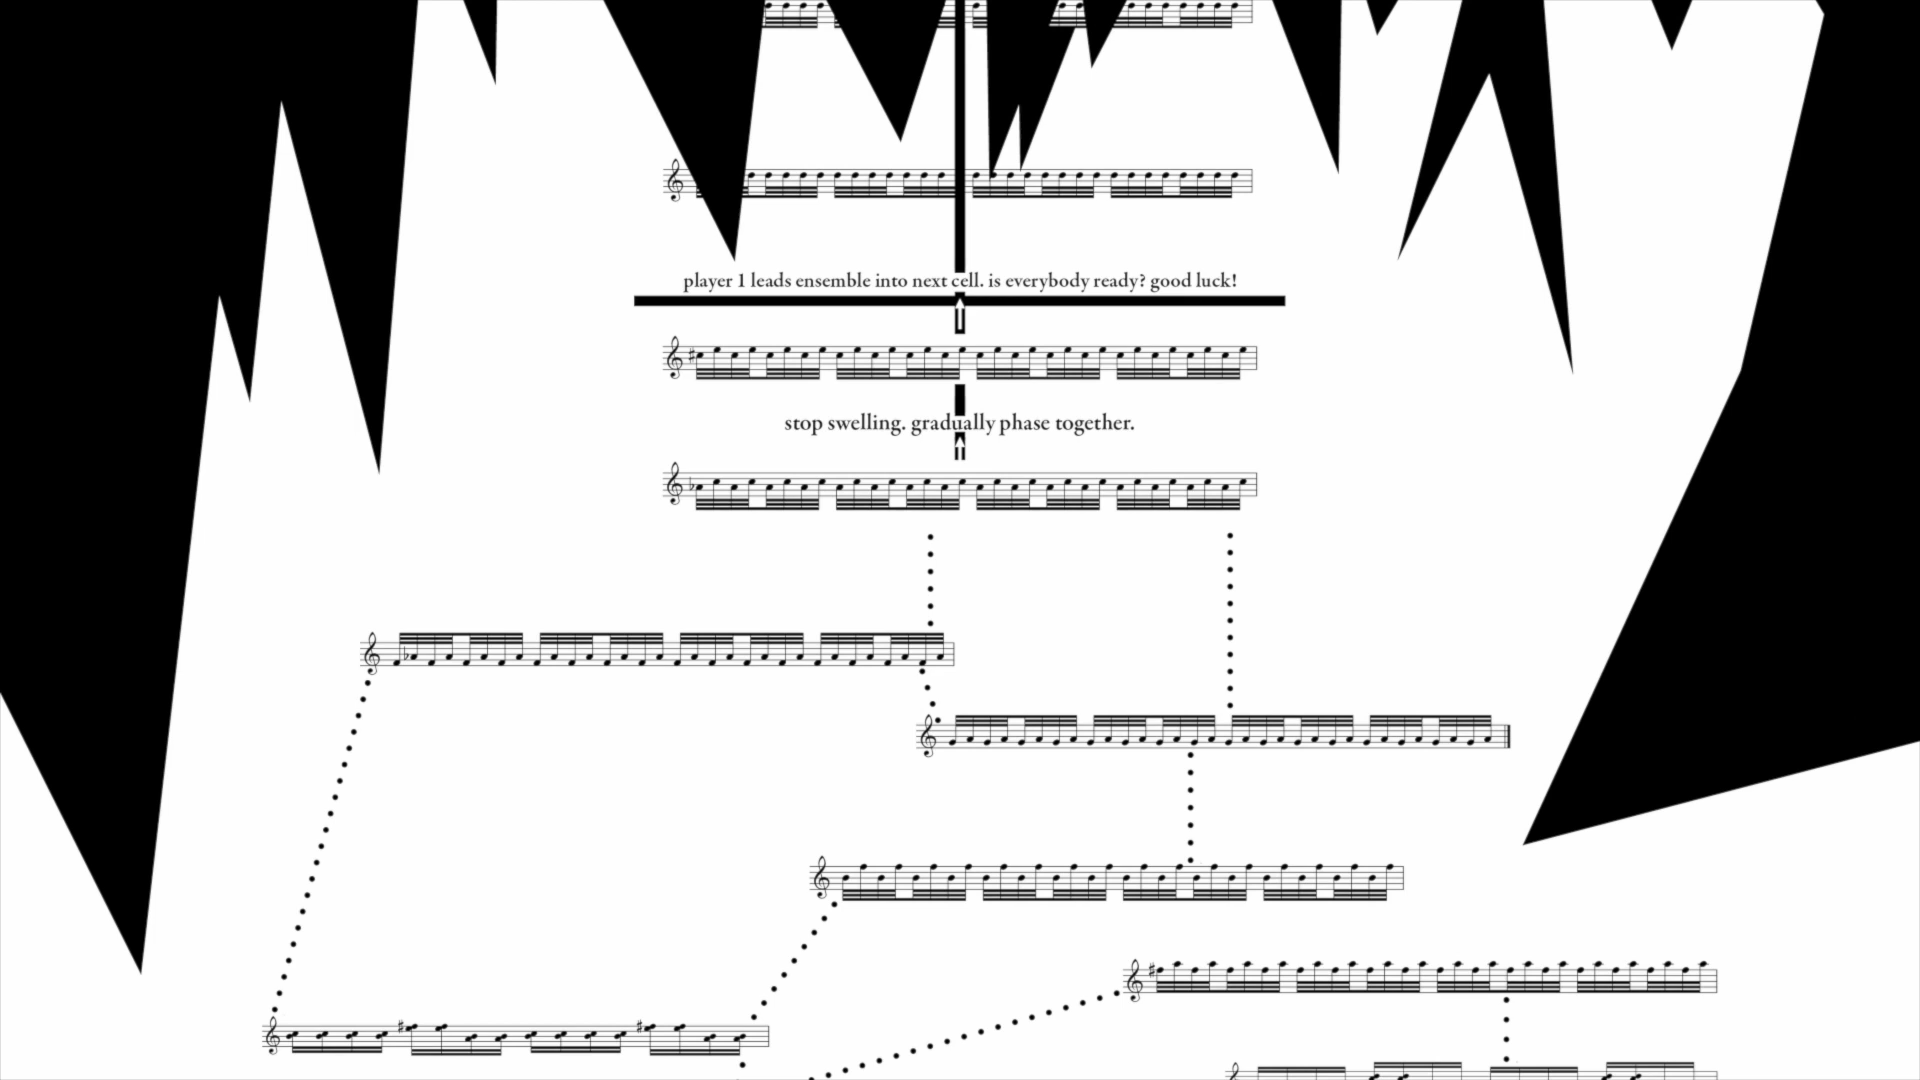 player 1 leads ensemble into next cell. is everybody ready? good luck!
stop swelling. gradually phase together.